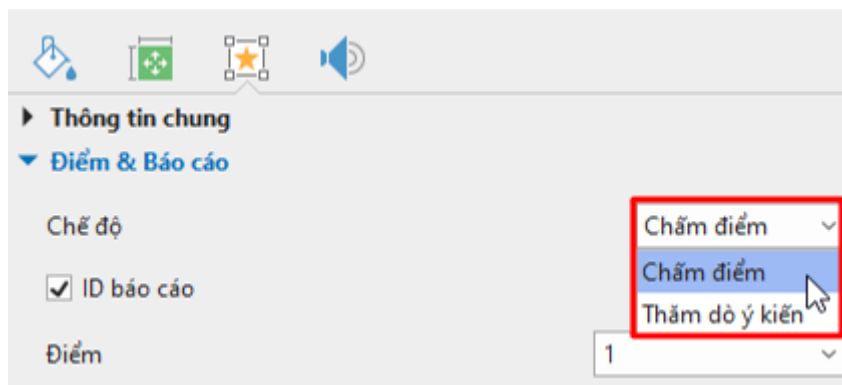 Thông tin chung
Điểm & Báo cáo
Chế độ Chấm điểm
Chấm điểm
ID báo cáo
Thăm dò ý kiến
Điểm 1